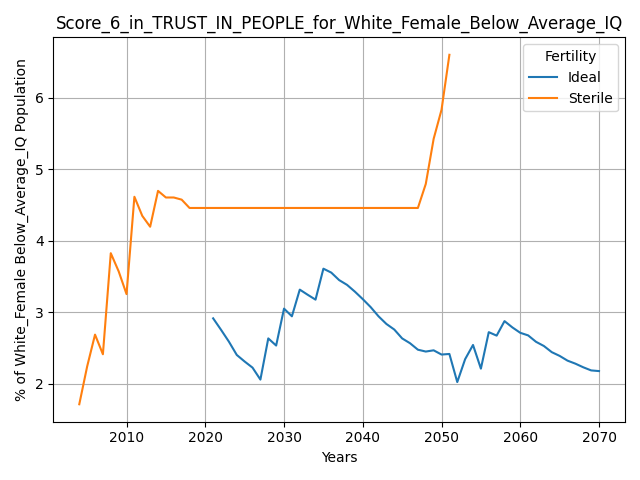 Score_6_in_TRUST_IN_PEOPLE_for_White_Female_Below_Average_IQ
% of White_Female Below_Average_IQ Population
6
5
4
3
2
Fertility
Ideal
Sterile
2010 2020 2030 2040 2050 2060 2070
Years